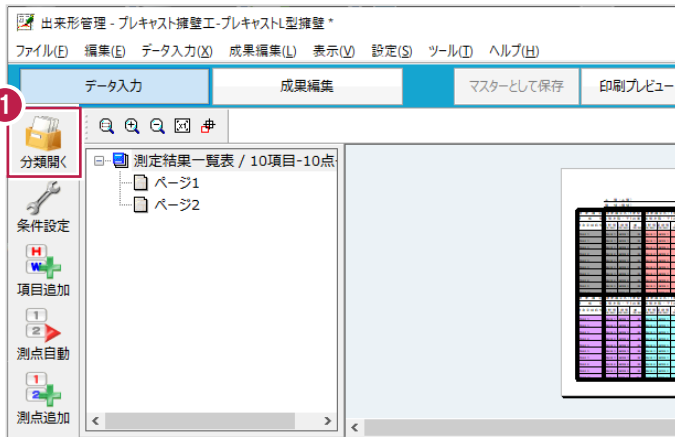 出来形管理 - プレキャスト擁壁工-プレキャストL型擁壁 *
ファイル(F) 編集(E) データ入力(X) 成果編集(L) 表示(V) 設定(S) ツール(T) ヘルプ(H)
データ入力 成果編集 マスターとして保存 印刷プレビュー
1
分類開く
測定結果一覧表 / 10項目-10点
ページ1
ページ2
条件設定
H
W
項目追加
1
2
測点自動
1
2
測点追加